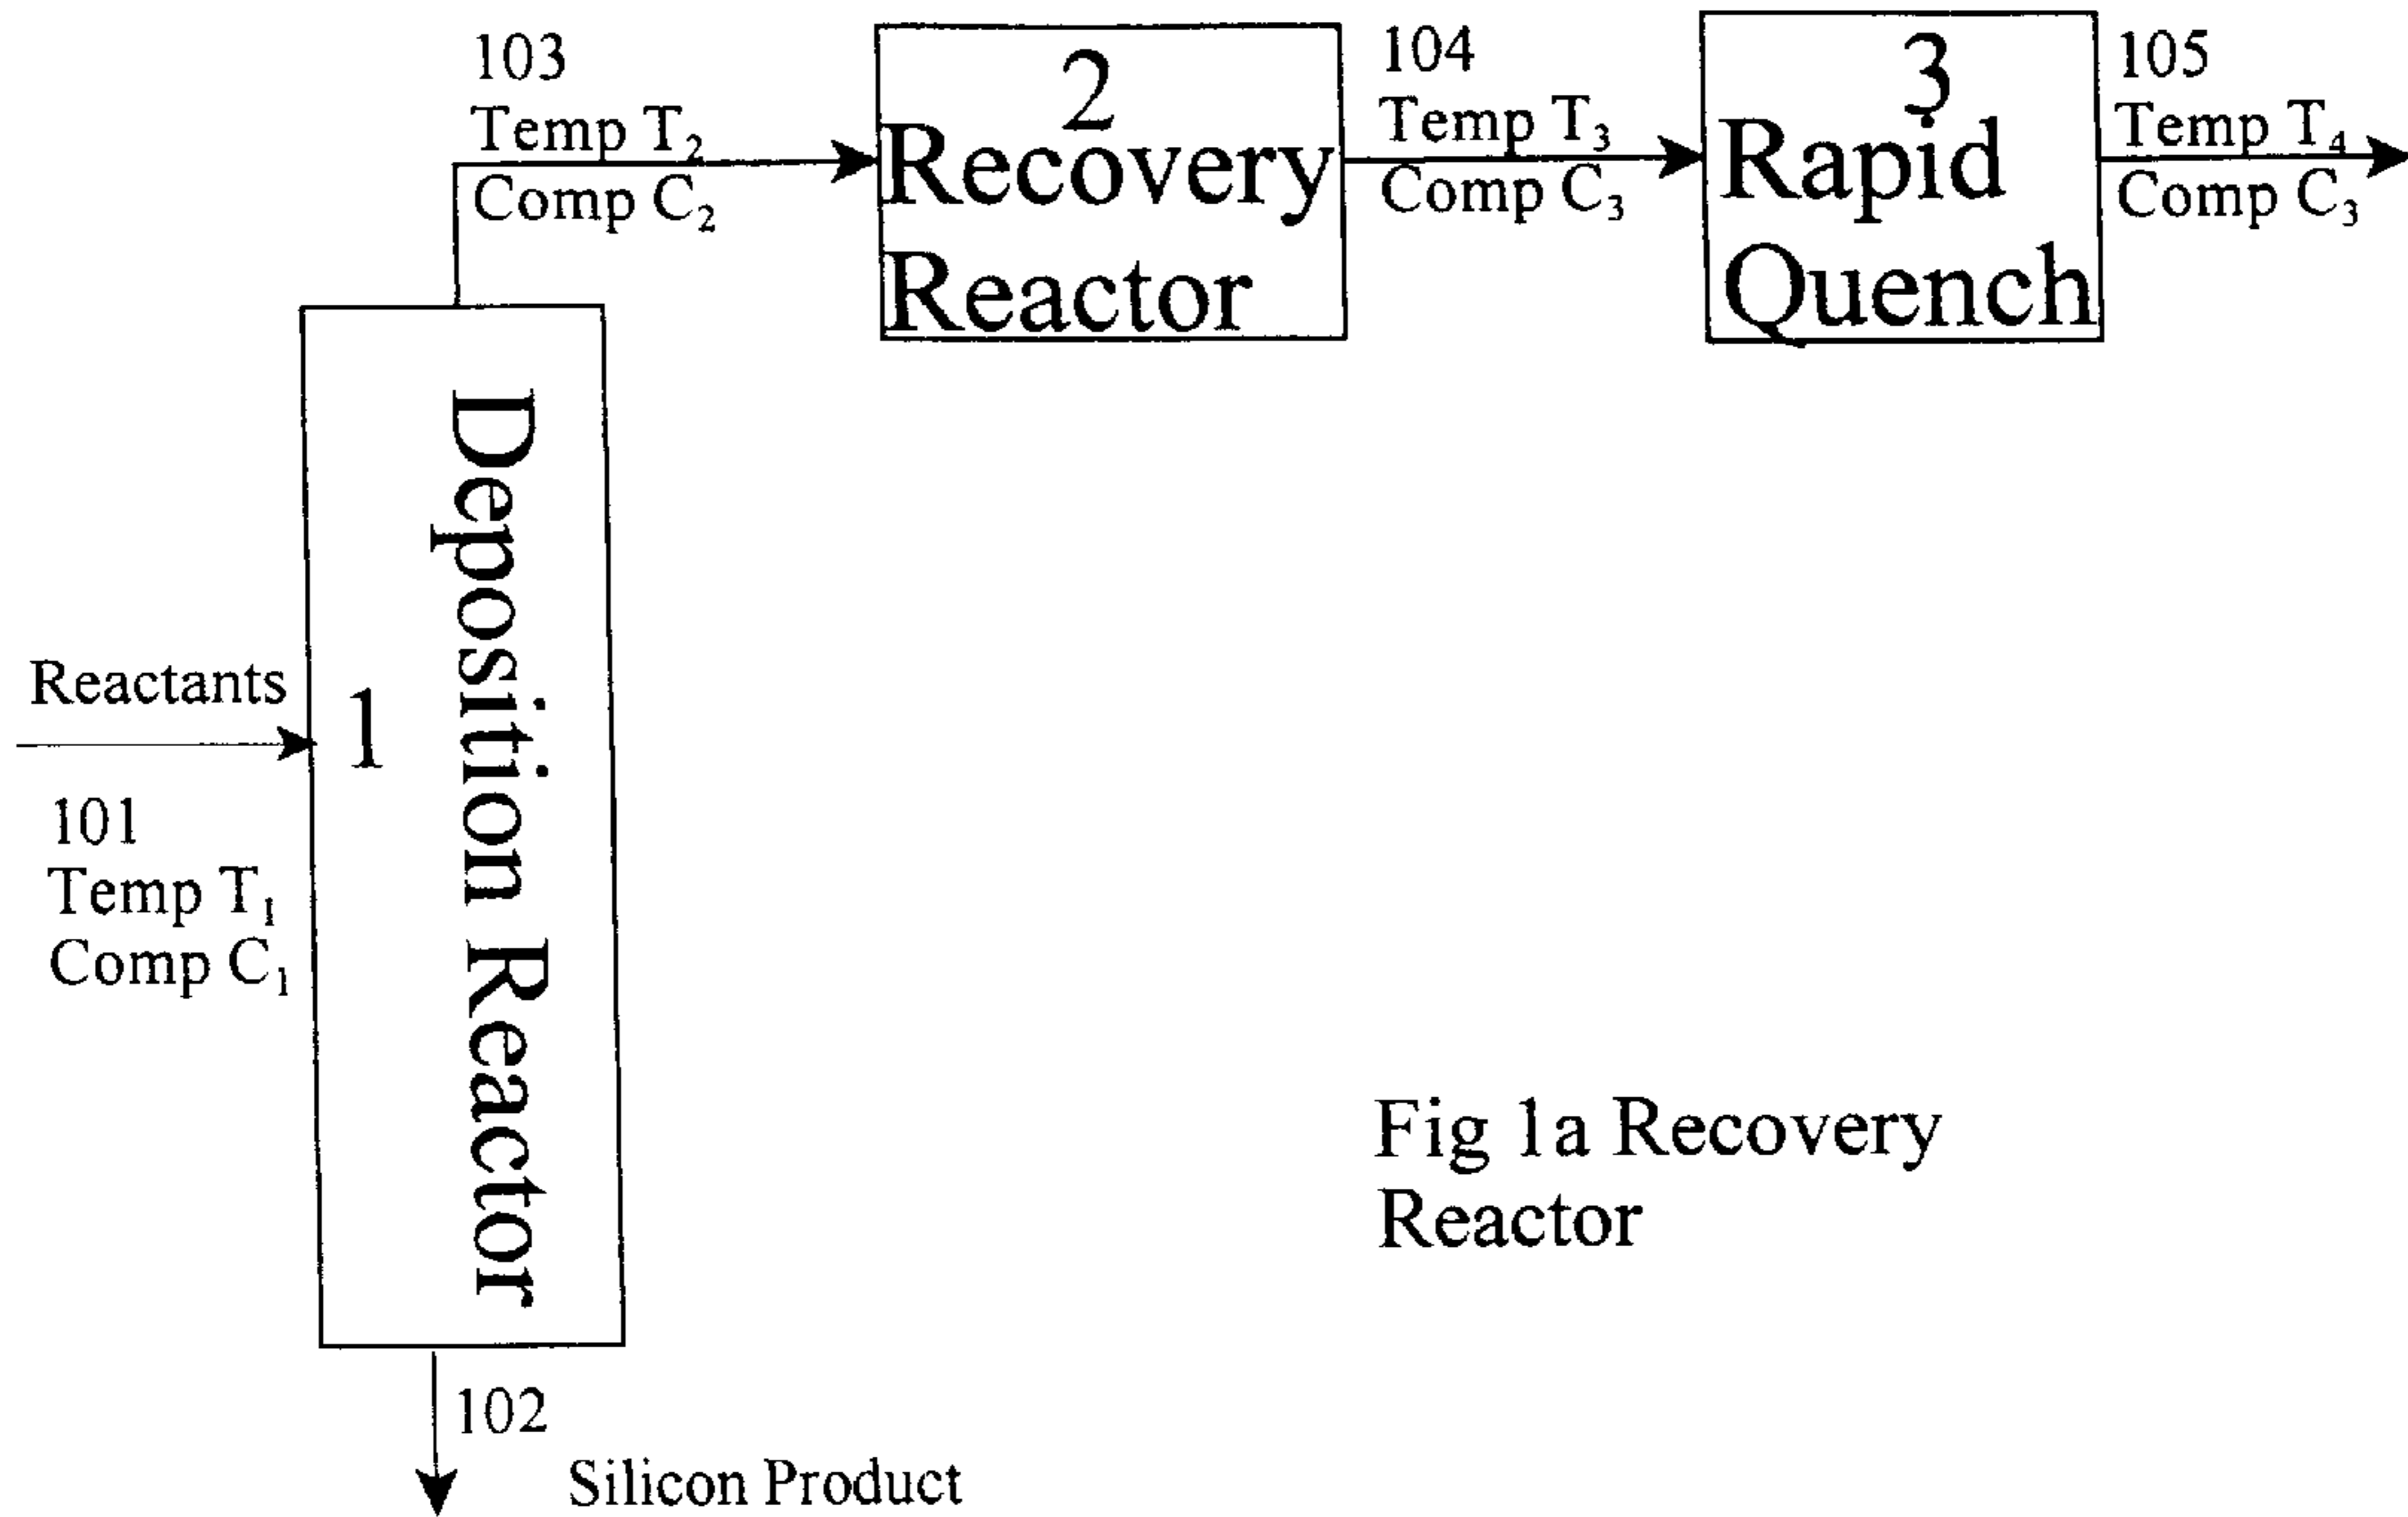 103
Temp T₂
Comp C₂
2
Recovery
Reactor
104
Temp T₃
Comp C₃
3
Rapid
Quench
105
Temp T₄
Comp C₃
Reactants
1
Deposition Reactor
101
Temp T₁
Comp C₁
102
Silicon Product
Fig 1a Recovery
Reactor